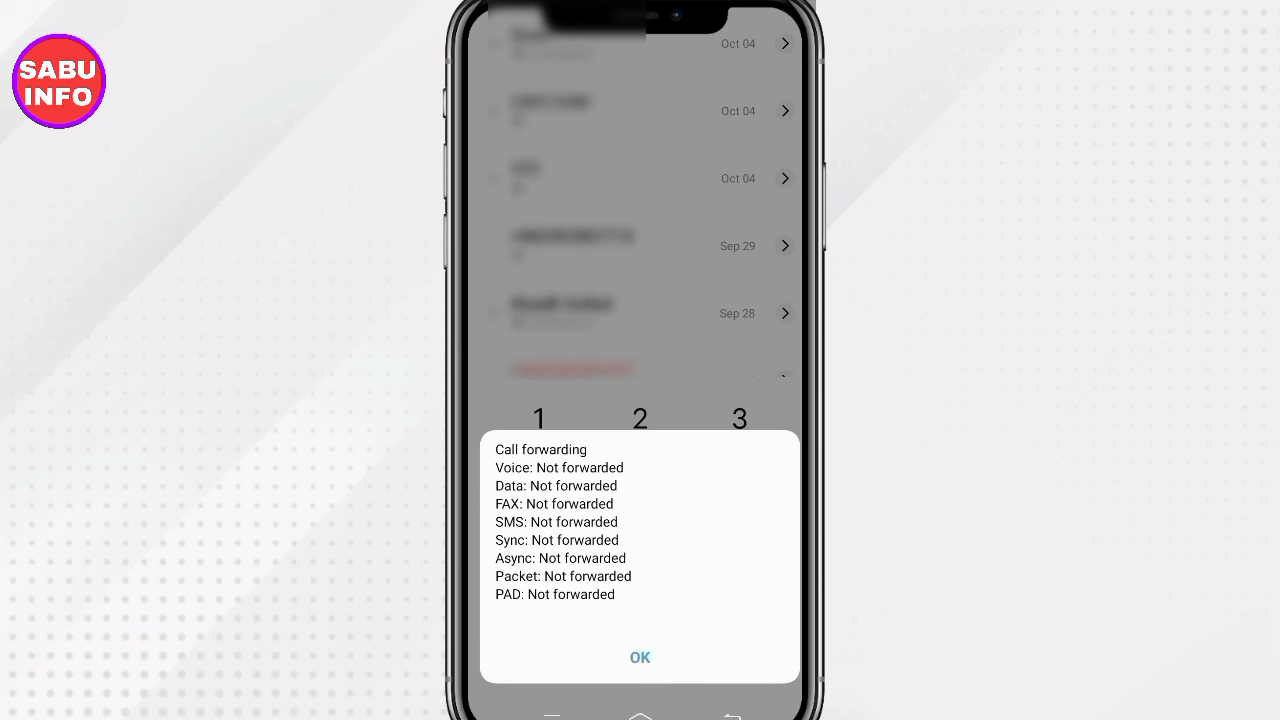 SABU
INFO
Oct 04
Oct 04
Oct 04
Sep 29
Sep 28
1 2 3
Call forwarding
Voice: Not forwarded
Data: Not forwarded
FAX: Not forwarded
SMS: Not forwarded
Sync: Not forwarded
Async: Not forwarded
Packet: Not forwarded
PAD: Not forwarded
OK